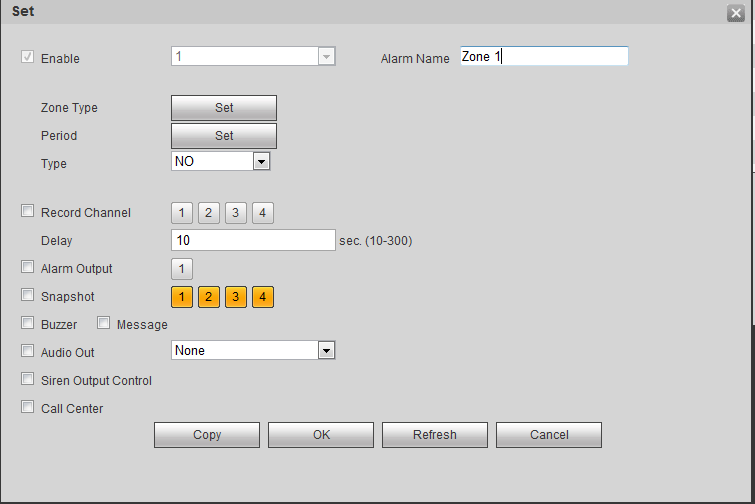 Set
Enable 1 Alarm Name Zone 1
Zone Type Set
Period Set
Type NO
Record Channel 1 2 3 4
Delay 10 sec. (10-300)
Alarm Output 1
Snapshot 1 2 3 4
Buzzer Message
Audio Out None
Siren Output Control
Call Center
Copy OK Refresh Cancel